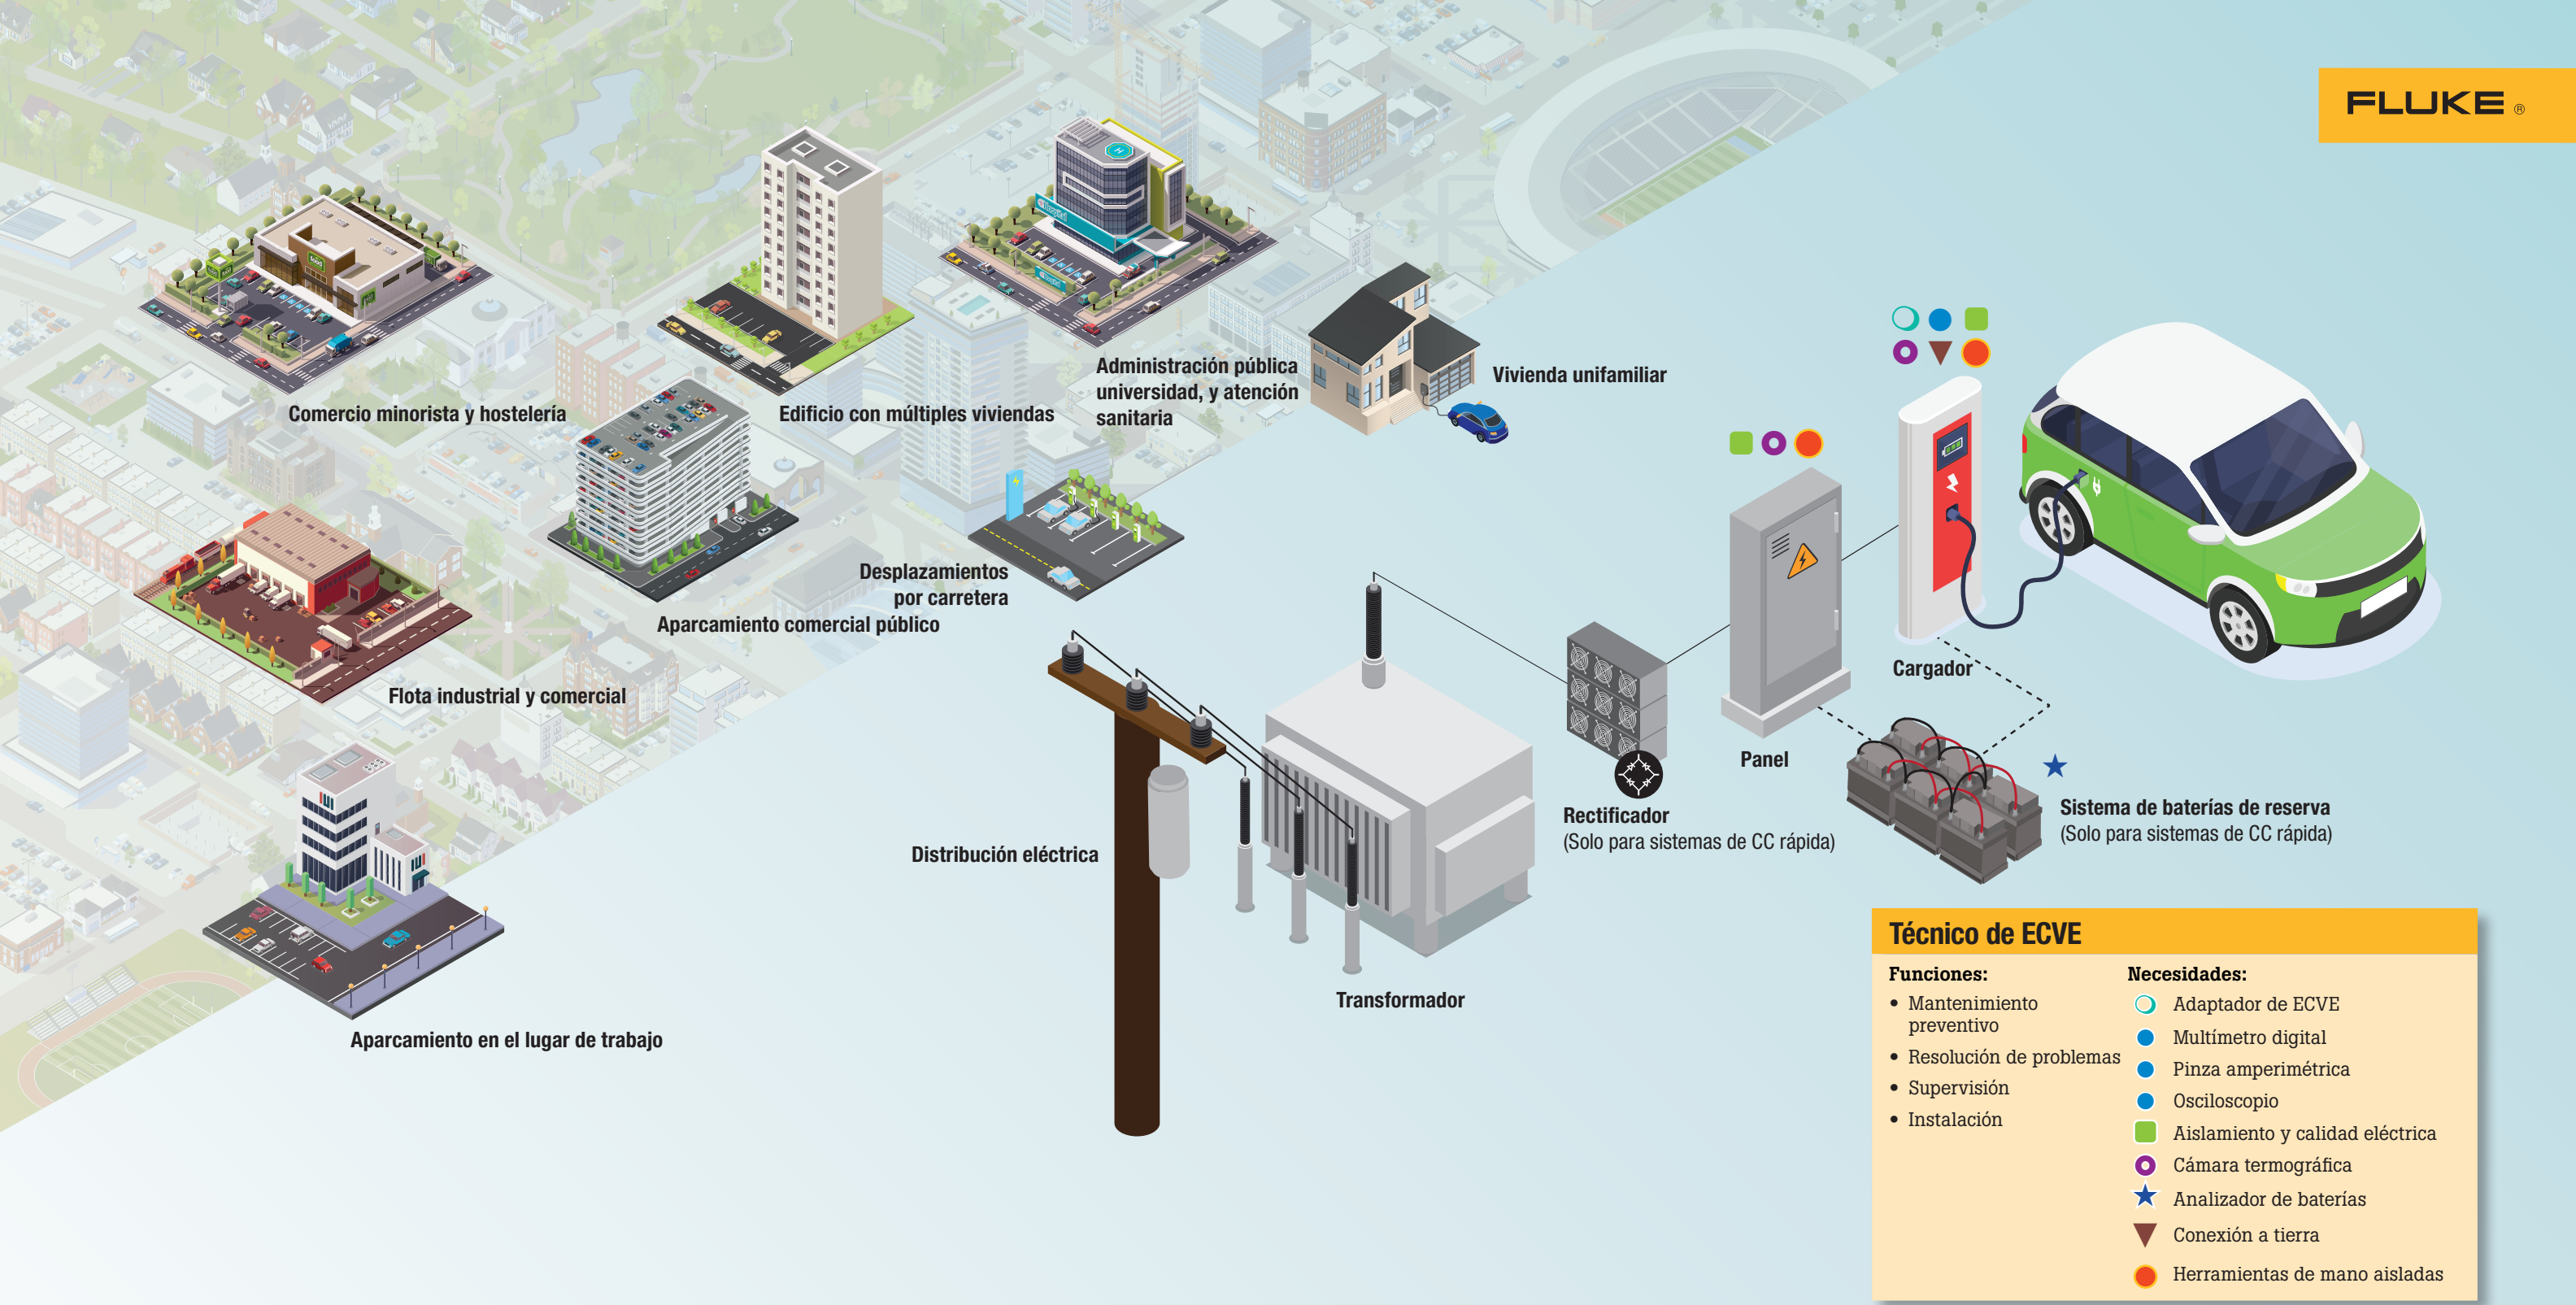 FLUKE ®
Comercio minorista y hostelería
Edificio con múltiples viviendas
Administración pública
universidad, y atención
sanitaria
Vivienda unifamiliar
Flota industrial y comercial
Aparcamiento comercial público
Desplazamientos
por carretera
Aparcamiento en el lugar de trabajo
Distribución eléctrica
Transformador
Rectificador
(Solo para sistemas de CC rápida)
Panel
Cargador
Sistema de baterías de reserva
(Solo para sistemas de CC rápida)
Técnico de ECVE
Funciones:
• Mantenimiento
preventivo
• Resolución de problemas
• Supervisión
• Instalación
Necesidades:
Adaptador de ECVE
Multímetro digital
Pinza amperimétrica
Osciloscopio
Aislamiento y calidad eléctrica
Cámara termográfica
Analizador de baterías
Conexión a tierra
Herramientas de mano aisladas